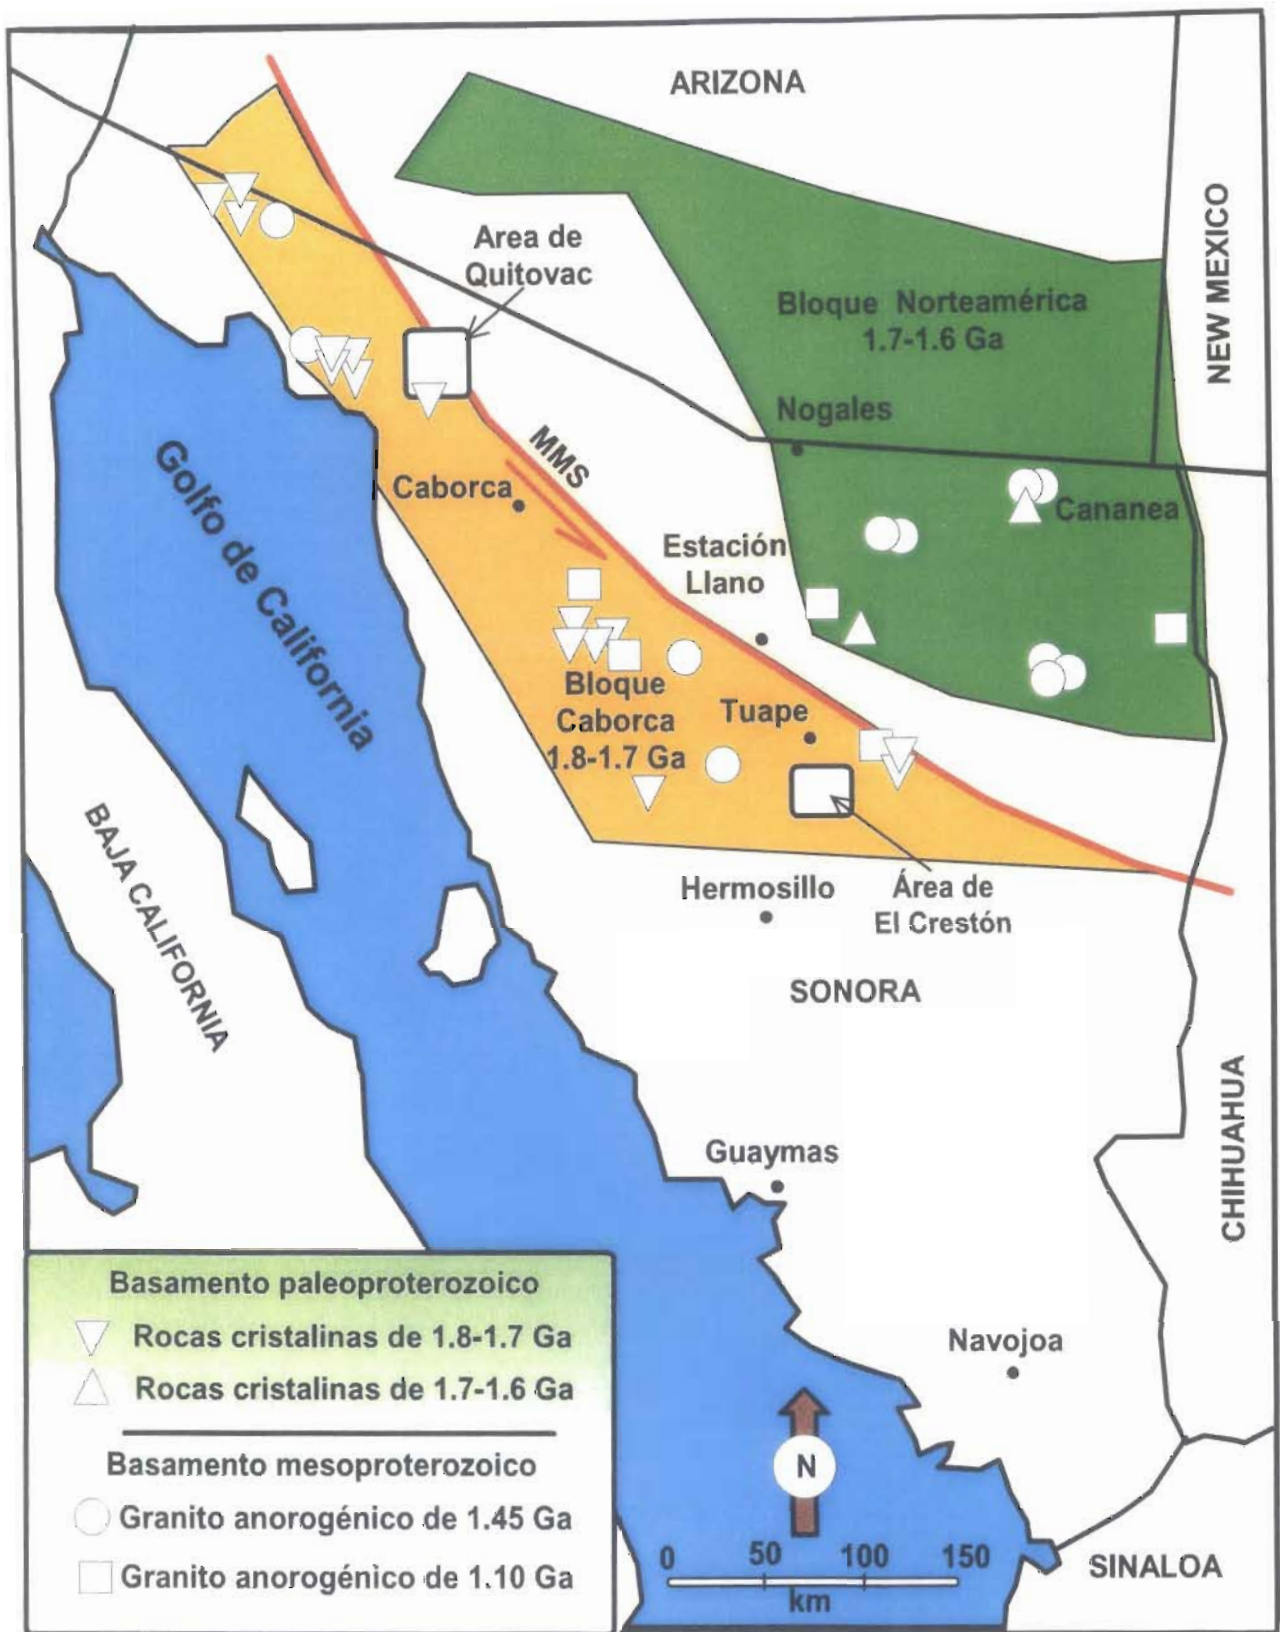 ARIZONA
NEW MEXICO
Area de
Quitovac
Bloque Norteamérica
1.7-1.6 Ga
Nogales
MMS
Caborca
Cananea
Estación
Llano
Golfo de California
Bloque
Caborca
1.8-1.7 Ga
Tuape
BAJA CALIFORNIA
Hermosillo
Área de
El Crestón
SONORA
CHIHUAHUA
Guaymas
Navojoa
Basamento paleoproterozoico
Rocas cristalinas de 1.8-1.7 Ga
Rocas cristalinas de 1.7-1.6 Ga
Basamento mesoproterozoico
Granito anorogénico de 1.45 Ga
Granito anorogénico de 1.10 Ga
N
0 50 100 150
km
SINALOA